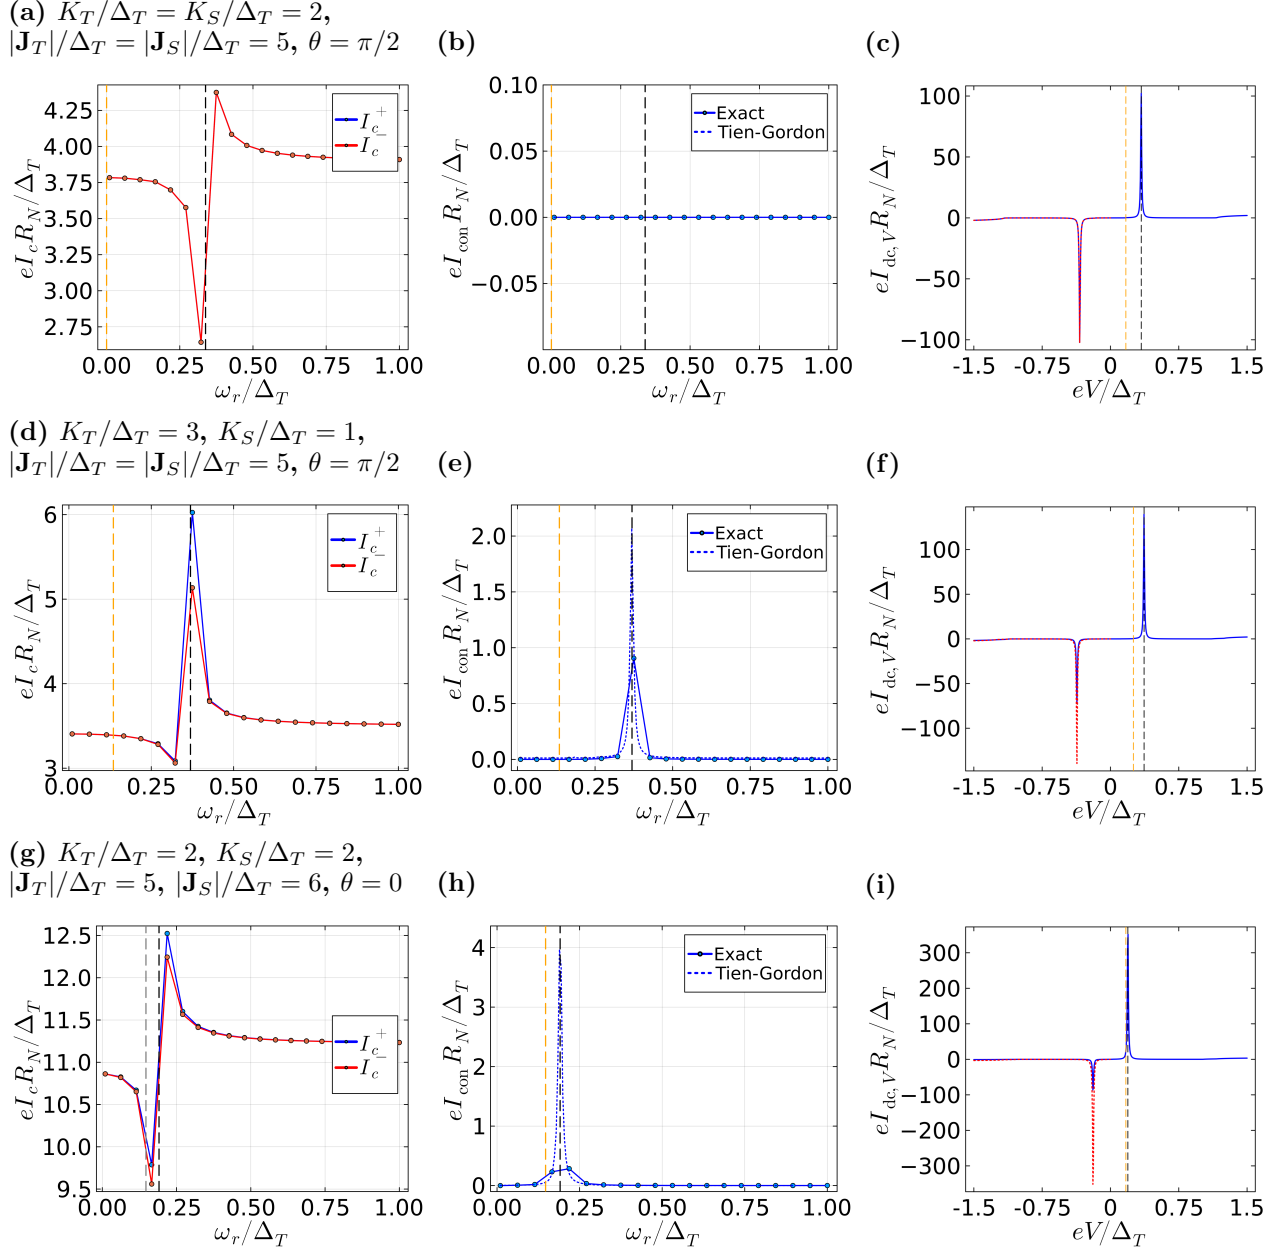 (a) K_T/Δ_T = K_S/Δ_T = 2,
|J_T|/Δ_T = |J_S|/Δ_T = 5, θ = π/2
(b)
(c)
eI_cR_N/Δ_T
4.25
4.00
3.75
3.50
3.25
3.00
2.75
I_c^+
I_c^-
0.00 0.25 0.50 0.75 1.00
ω_r/Δ_T
eI_conR_N/Δ_T
0.10
0.05
0.00
−0.05
Exact
Tien-Gordon
0.00 0.25 0.50 0.75 1.00
ω_r/Δ_T
eI_dc,VR_N/Δ_T
100
50
0
−50
−100
-1.5 -0.75 0 0.75 1.5
eV/Δ_T
(d) K_T/Δ_T = 3, K_S/Δ_T = 1,
|J_T|/Δ_T = |J_S|/Δ_T = 5, θ = π/2
(e)
(f)
eI_cR_N/Δ_T
6
5
4
3
I_c^+
I_c^-
0.00 0.25 0.50 0.75 1.00
ω_r/Δ_T
eI_conR_N/Δ_T
2.0
1.5
1.0
0.5
0.0
Exact
Tien-Gordon
0.00 0.25 0.50 0.75 1.00
ω_r/Δ_T
eI_dc,VR_N/Δ_T
100
50
0
−50
−100
-1.5 -0.75 0 0.75 1.5
eV/Δ_T
(g) K_T/Δ_T = 2, K_S/Δ_T = 2,
|J_T|/Δ_T = 5, |J_S|/Δ_T = 6, θ = 0
(h)
(i)
eI_cR_N/Δ_T
12.5
12.0
11.5
11.0
10.5
10.0
9.5
I_c^+
I_c^-
0.00 0.25 0.50 0.75 1.00
ω_r/Δ_T
eI_conR_N/Δ_T
4
3
2
1
0
Exact
Tien-Gordon
0.00 0.25 0.50 0.75 1.00
ω_r/Δ_T
eI_dc,VR_N/Δ_T
300
200
100
0
−100
−200
−300
-1.5 -0.75 0 0.75 1.5
eV/Δ_T